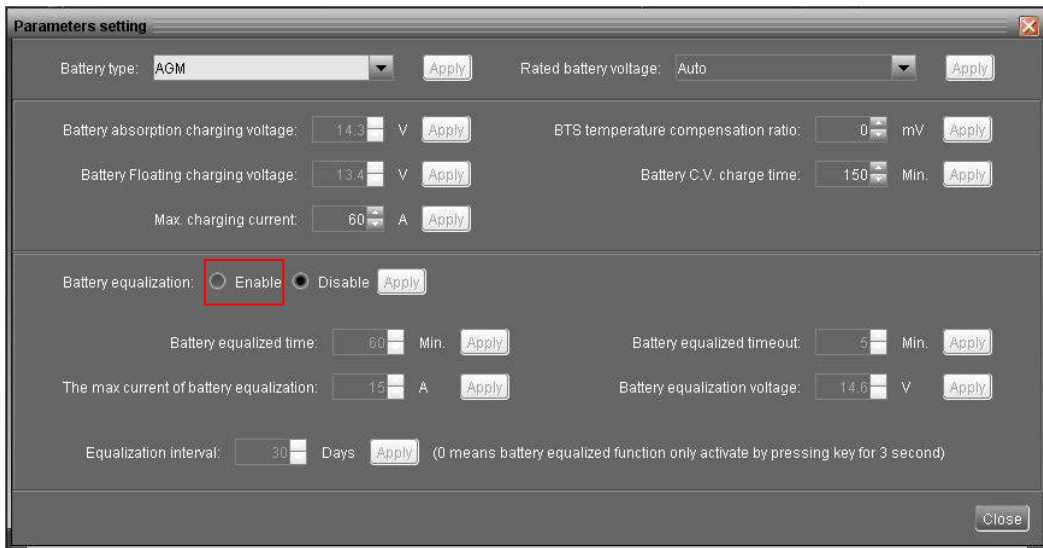 Parameters setting
Battery type: AGM Apply Rated battery voltage: Auto Apply
Battery absorption charging voltage: 14.3 V Apply BTS temperature compensation ratio: 0 mV Apply
Battery Floating charging voltage: 13.4 V Apply Battery C.V. charge time: 150 Min. Apply
Max. charging current: 60 A Apply
Battery equalization: Enable Disable Apply
Battery equalized time: 60 Min. Apply Battery equalized timeout: 5 Min. Apply
The max current of battery equalization: 15 A Apply Battery equalization voltage: 14.6 V Apply
Equalization interval: 30 Days Apply (0 means battery equalized function only activate by pressing key for 3 second)
Close